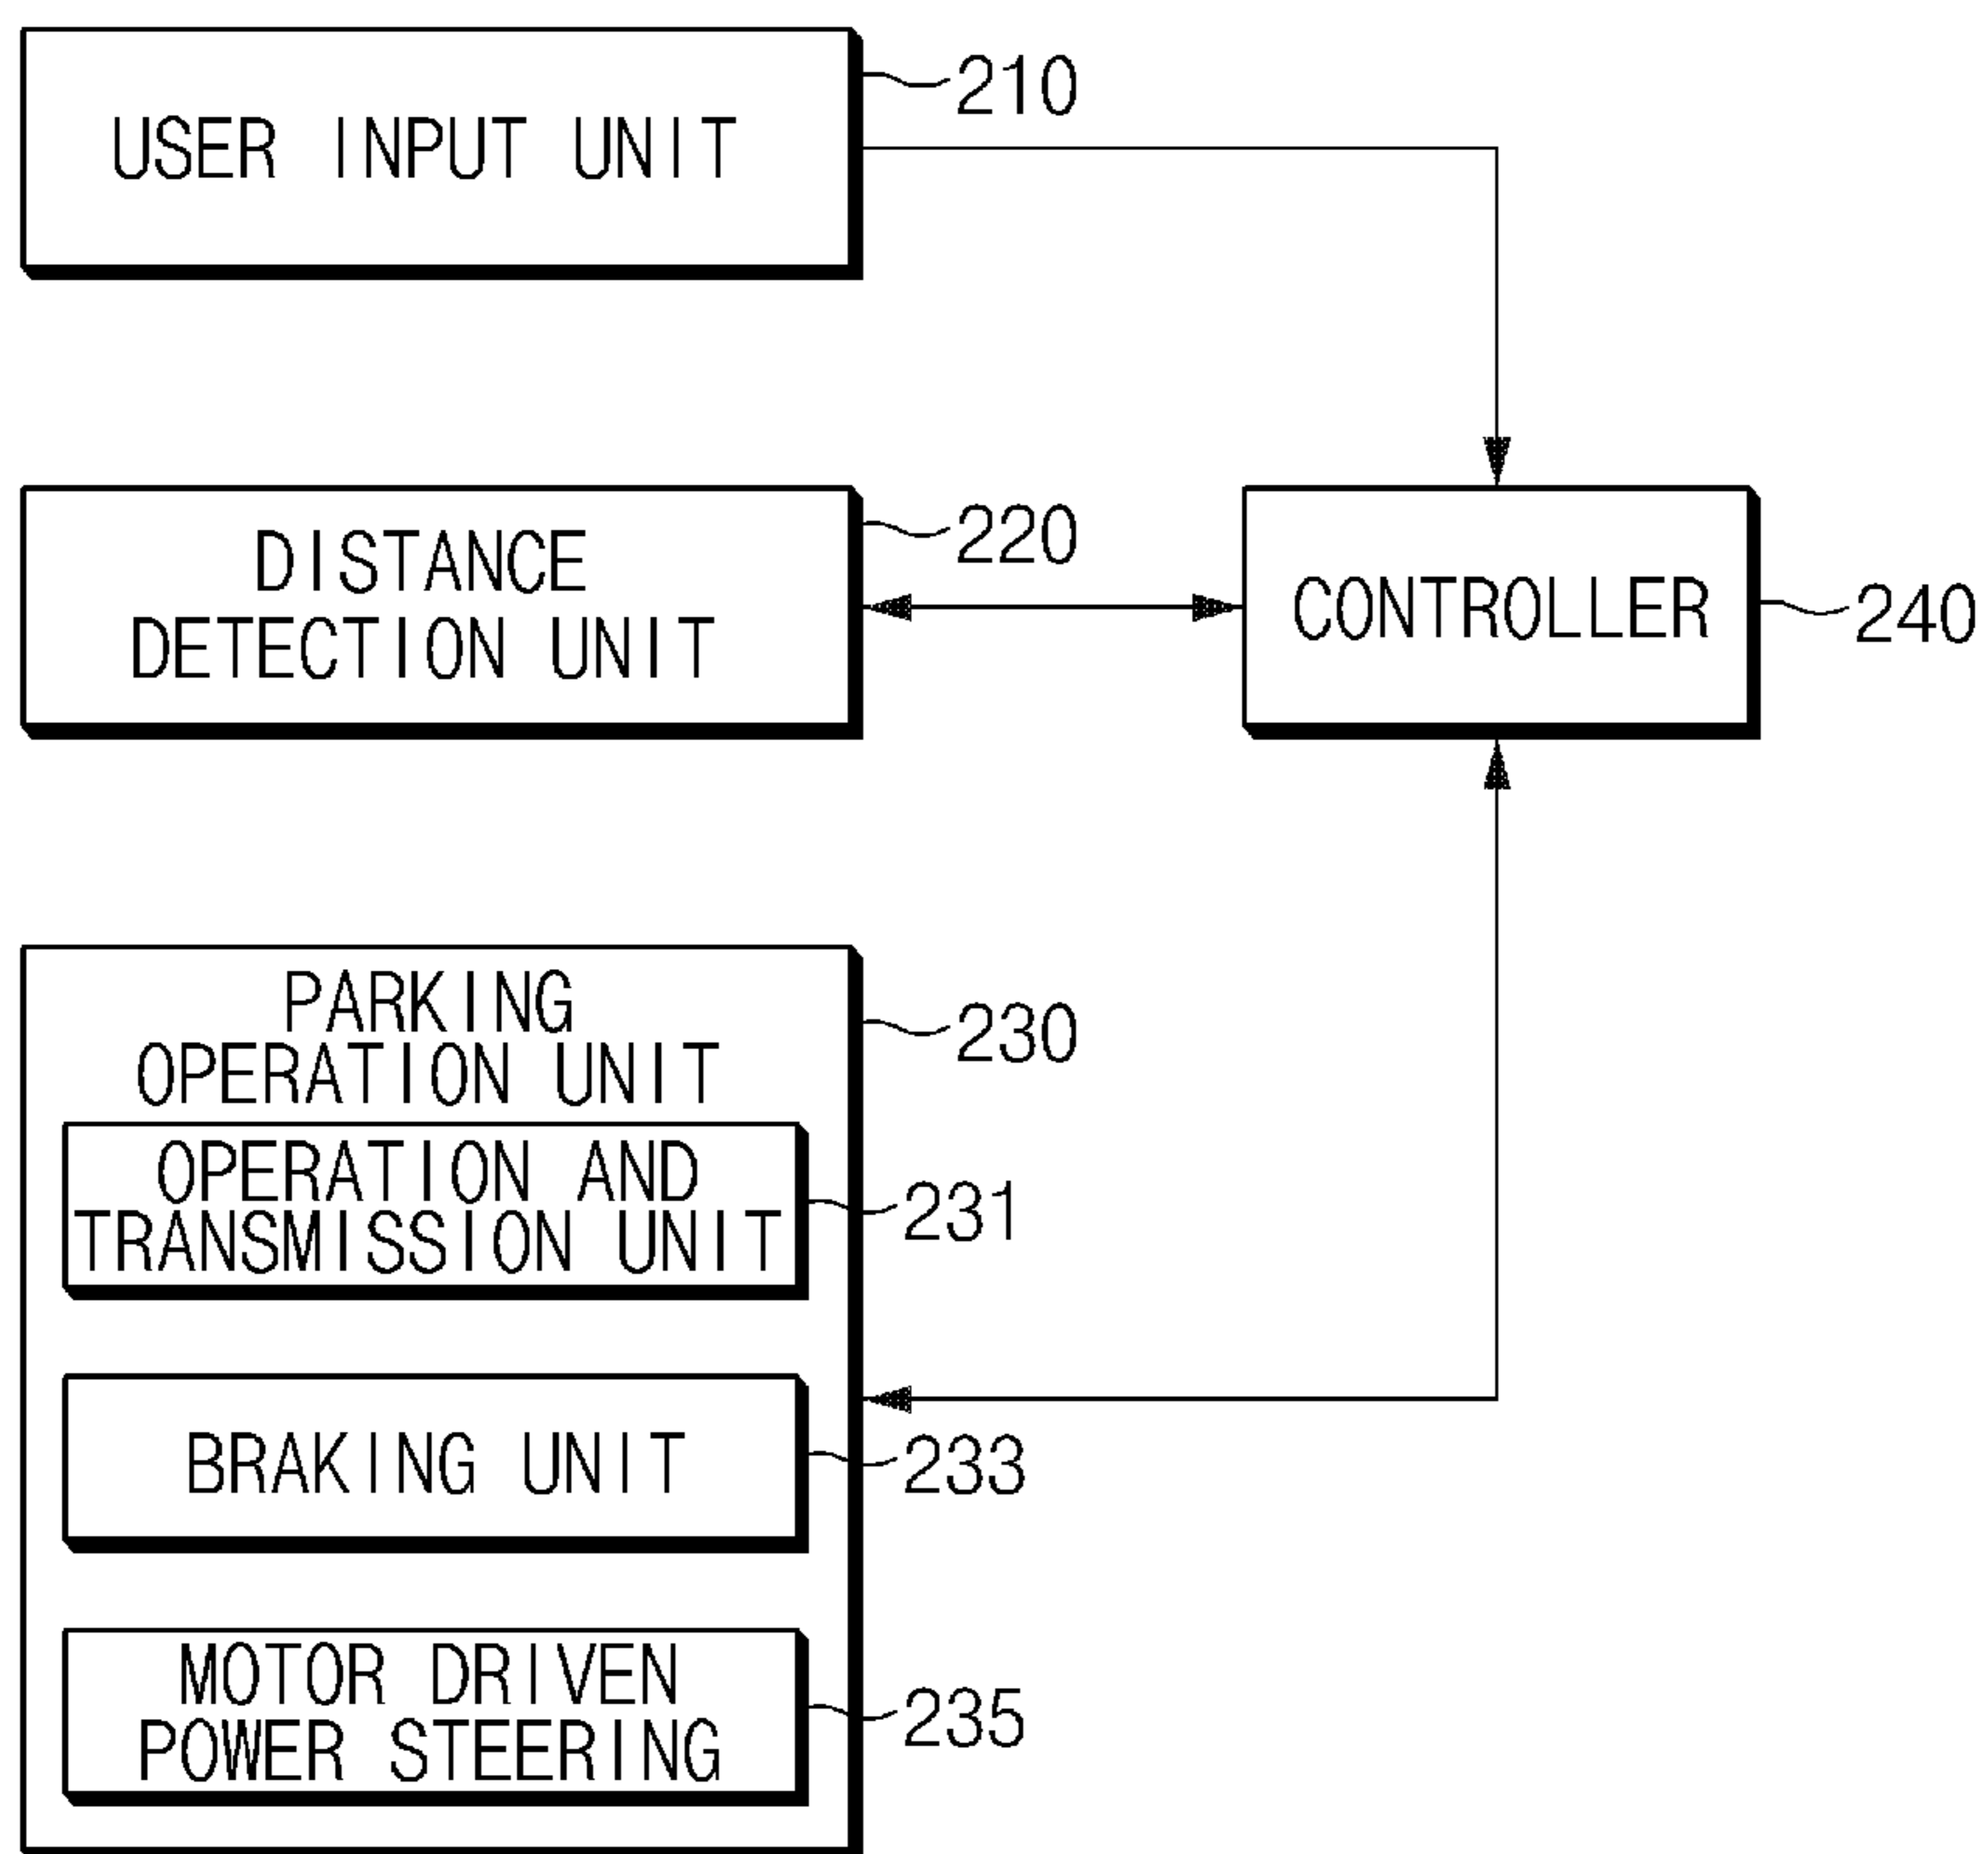 USER INPUT UNIT
210
DISTANCE
DETECTION UNIT
220
CONTROLLER
240
PARKING
OPERATION UNIT
230
OPERATION AND
TRANSMISSION UNIT
231
BRAKING UNIT
233
MOTOR DRIVEN
POWER STEERING
235